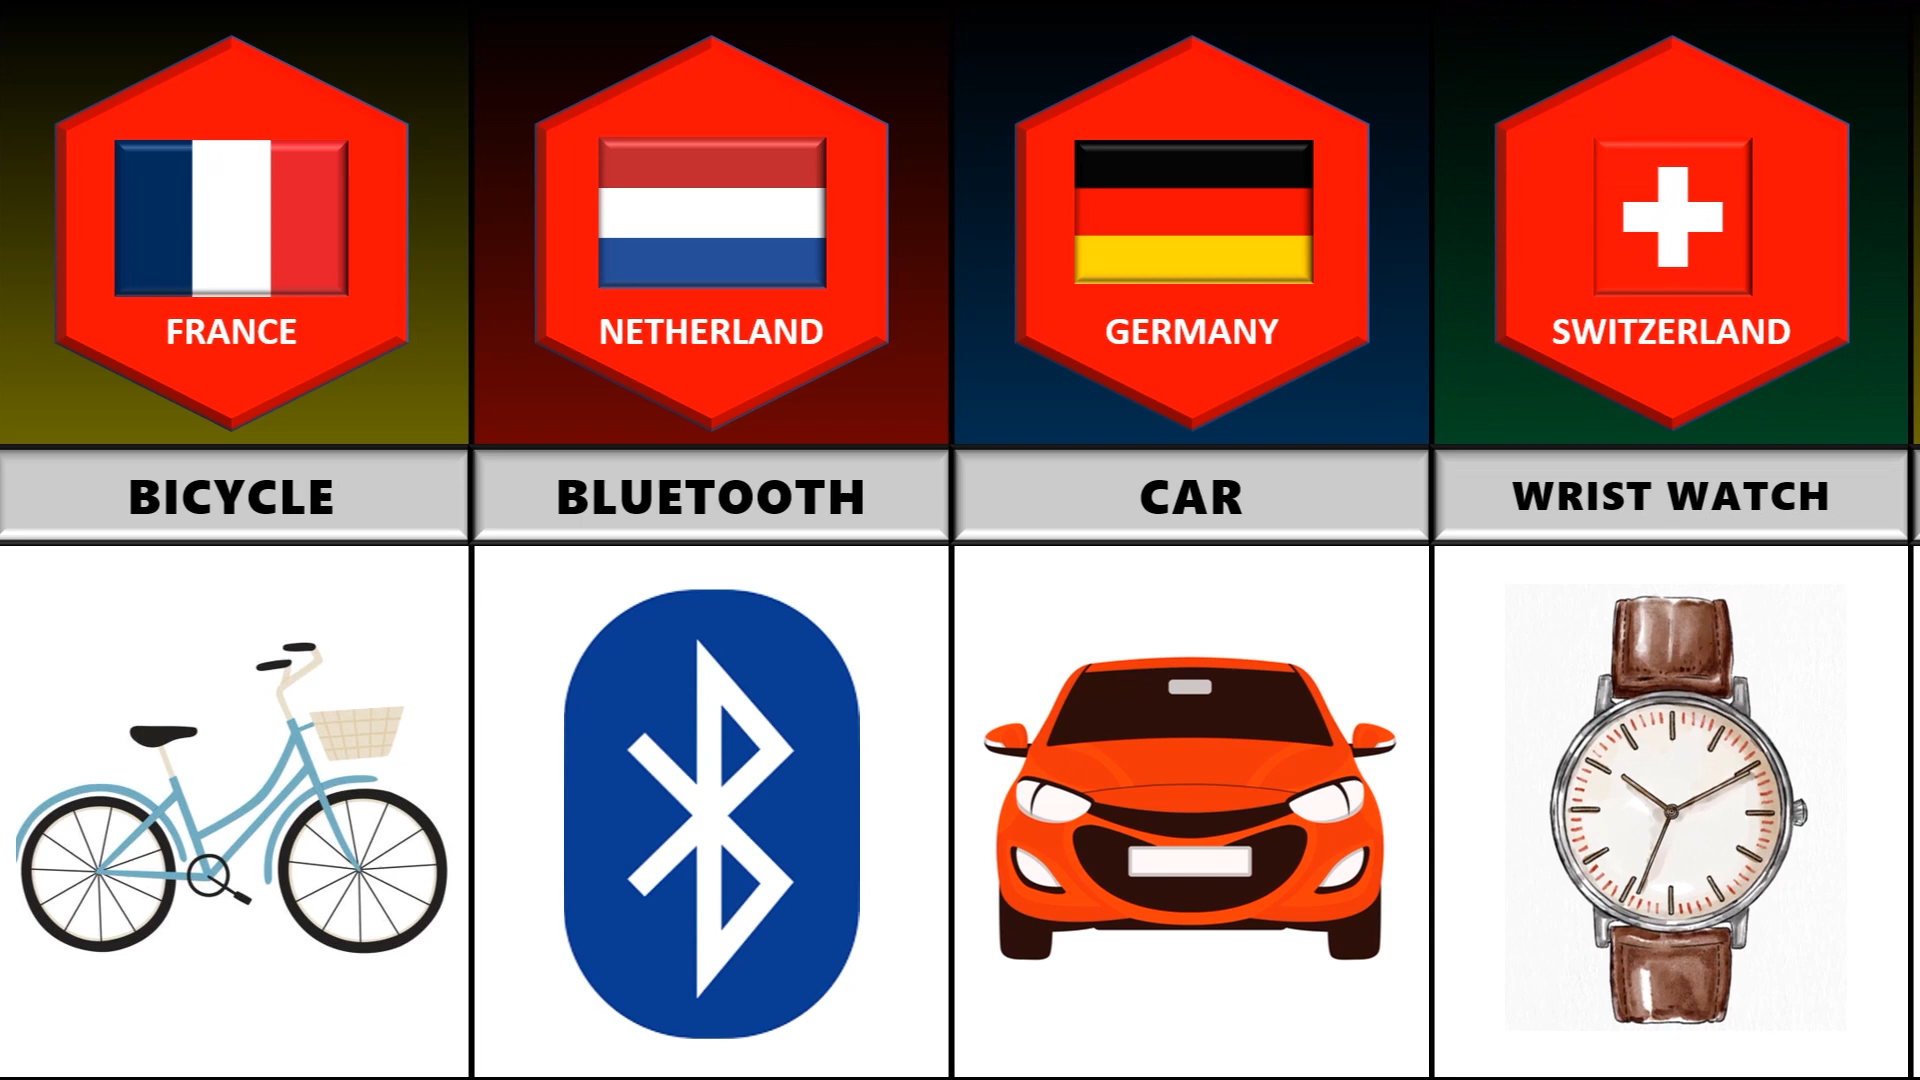 FRANCE
NETHERLAND
GERMANY
SWITZERLAND
BICYCLE
BLUETOOTH
CAR
WRIST WATCH